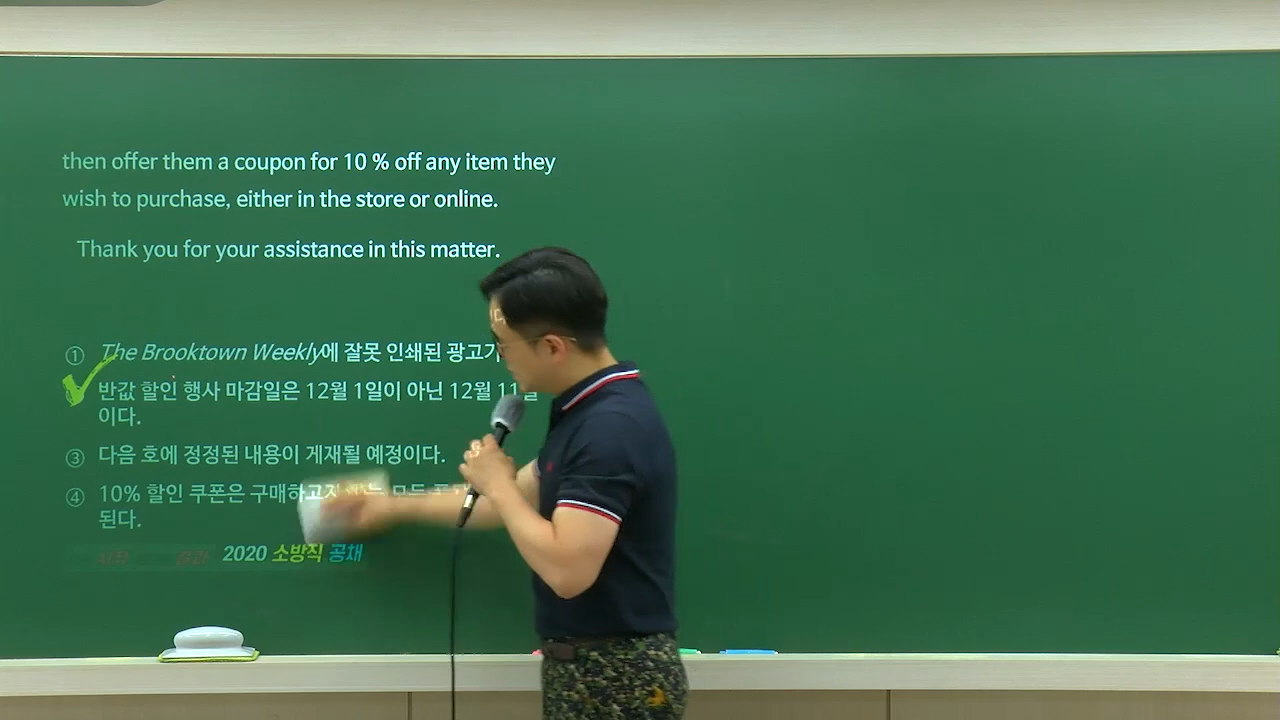 then offer them a coupon for 10 % off any item they
wish to purchase, either in the store or online.
Thank you for your assistance in this matter.
① The Brooktown Weekly에 잘못 인쇄된 광고가
반값 할인 행사 마감일은 12월 1일이 아닌 12월 11일
이다.
③ 다음 호에 정정된 내용이 게재될 예정이다.
④ 10% 할인 쿠폰은 구매하고자 하는 모든
된다.
2020 소방직 공채